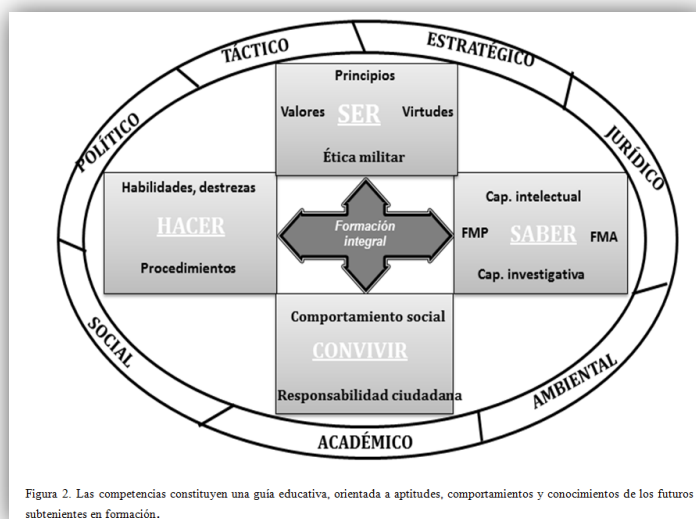 TÁCTICO
ESTRATÉGICO
POLÍTICO
JURÍDICO
Principios
Valores SER Virtudes
Ética militar
Habilidades, destrezas
HACER
Procedimientos
Formación
integral
Cap. intelectual
FMP SABER FMA
Cap. investigativa
Comportamiento social
CONVIVIR
Responsabilidad ciudadana
SOCIAL
AMBIENTAL
ACADÉMICO
Figura 2. Las competencias constituyen una guía educativa, orientada a aptitudes, comportamientos y conocimientos de los futuros
subtenientes en formación.